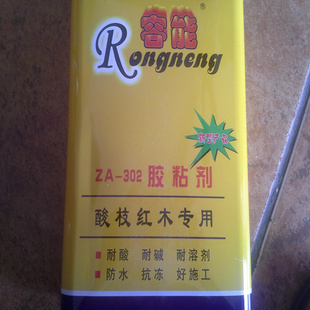 睿能®
Rongneng
ZA-302 胶粘剂
酸枝红木专用
■ 耐酸 耐碱 耐溶剂
■ 防水 抗冻 好施工